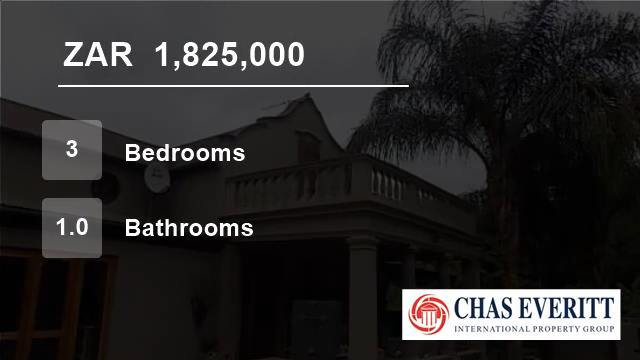 ZAR 1,825,000
3
Bedrooms
1.0
Bathrooms
CHAS EVERITT
INTERNATIONAL PROPERTY GROUP